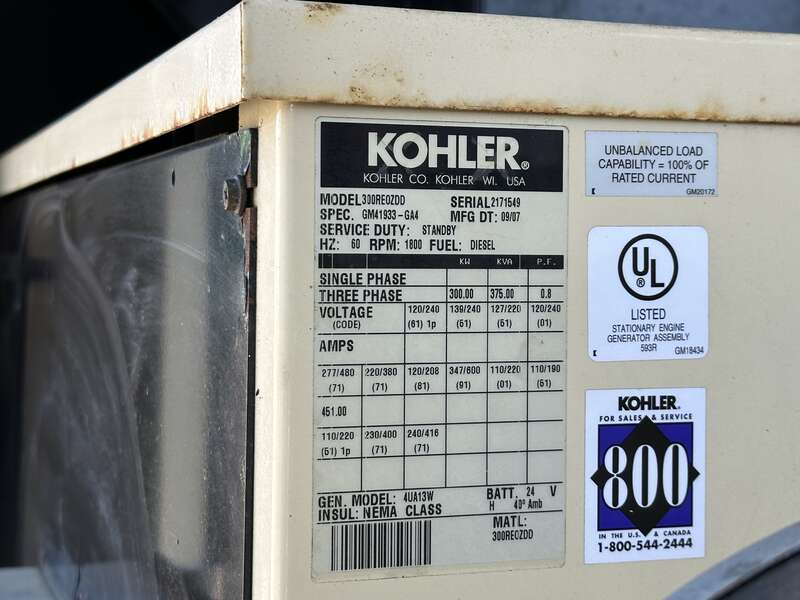 KOHLER®
KOHLER CO. KOHLER WI. USA
MODEL 300REOZDD SERIAL 2171549
SPEC. GM41933-GA4 MFG DT: 09/07
SERVICE DUTY: STANDBY
HZ: 60 RPM: 1800 FUEL: DIESEL
KW KVA P.F.
SINGLE PHASE
THREE PHASE 300.00 375.00 0.8
VOLTAGE 120/240 139/240 127/220 120/240
(CODE) (61) 1p (61) (61) (01)
AMPS
277/480 220/380 120/208 347/600 110/220 110/190
(71) (71) (81) (91) (01) (61)
451.00
110/220 230/400 240/416
(61) 1p (71) (71)
GEN. MODEL: 4UA13W BATT. 24 V
INSUL: NEMA CLASS H 40° Amb
MATL:
300REOZDD
UNBALANCED LOAD
CAPABILITY = 100% OF
RATED CURRENT
GM20172
UL®
LISTED
STATIONARY ENGINE
GENERATOR ASSEMBLY
593R GM18434
KOHLER®
FOR SALES & SERVICE
800
IN THE U.S. & CANADA
1-800-544-2444